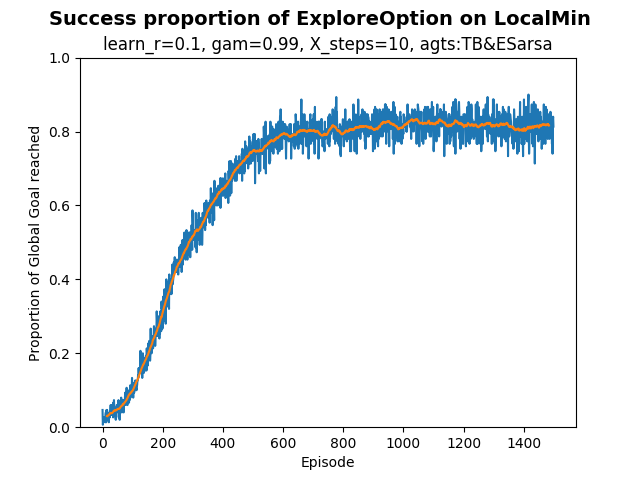 Success proportion of ExploreOption on LocalMin
learn_r=0.1, gam=0.99, X_steps=10, agts:TB&ESarsa
1.0
0.8
0.6
0.4
0.2
0.0
Proportion of Global Goal reached
0 200 400 600 800 1000 1200 1400
Episode